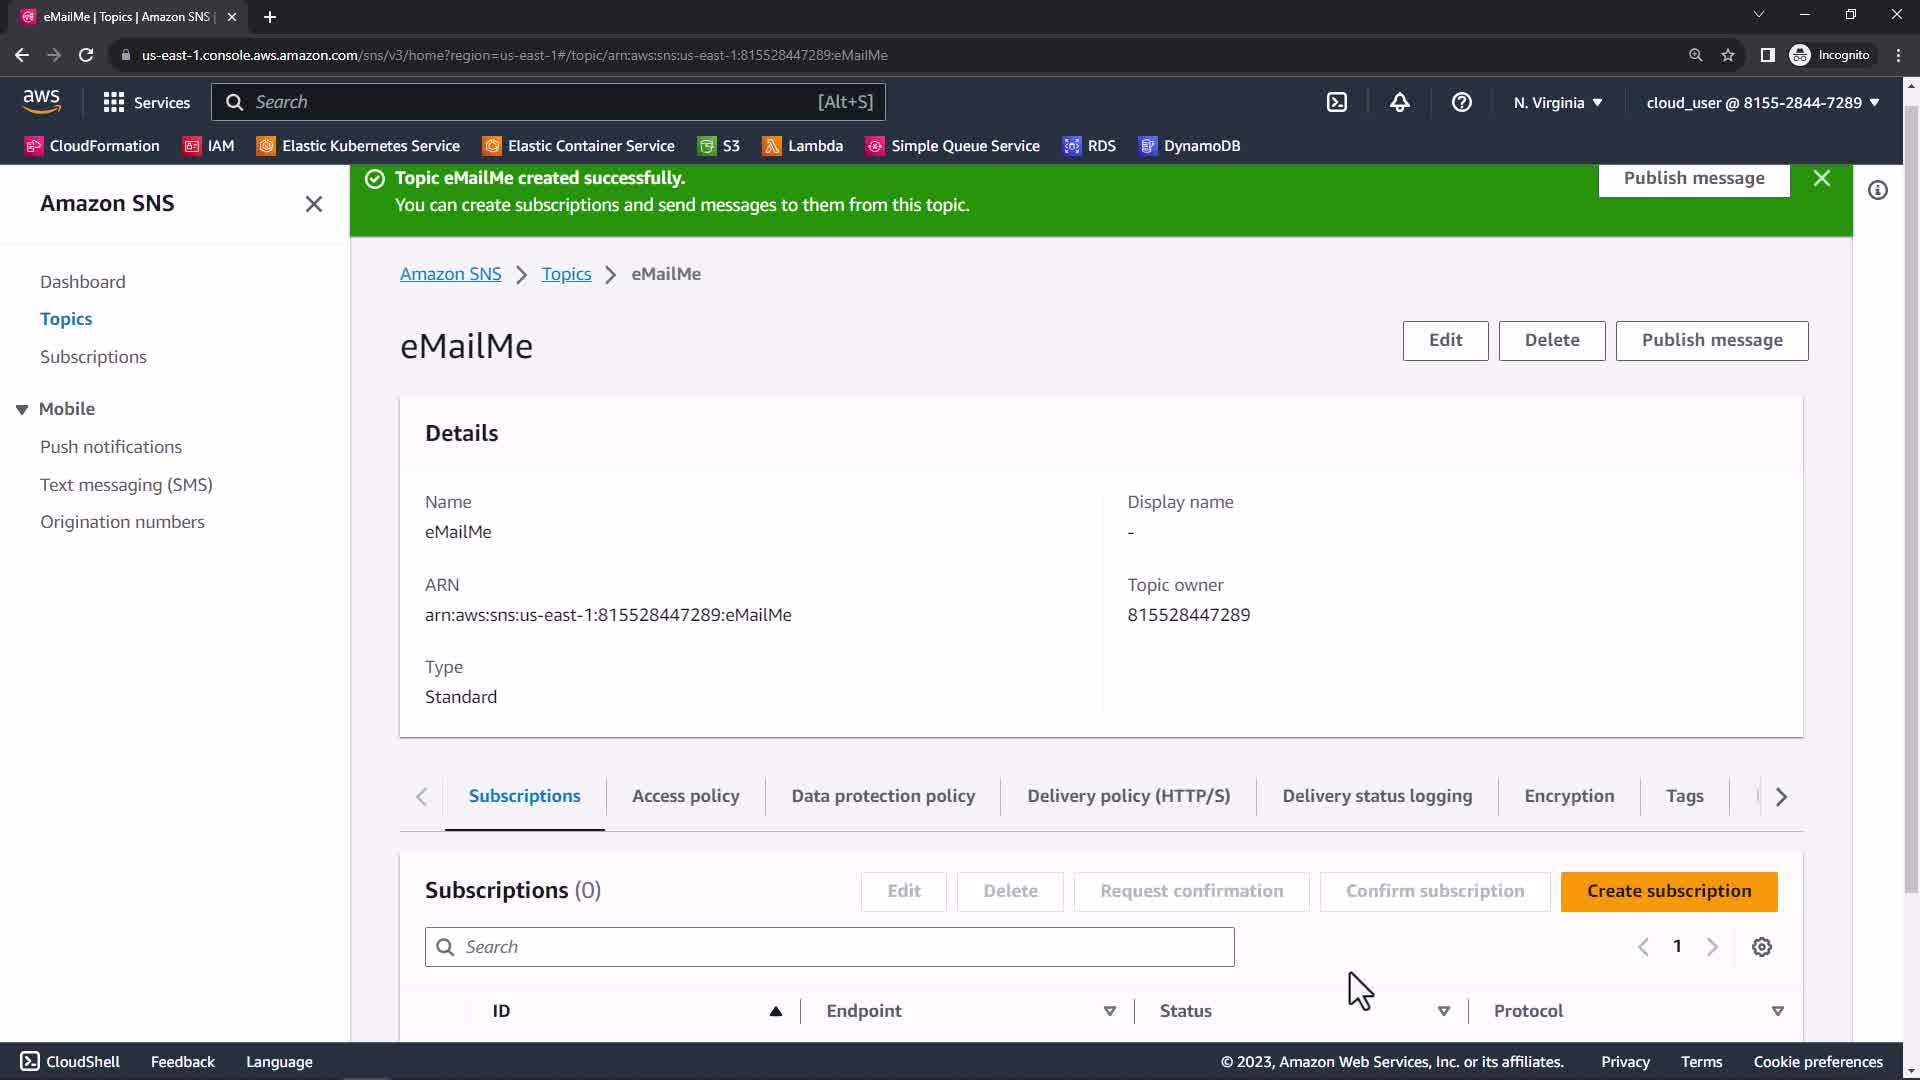 eMailMe | Topics | Amazon SNS |
us-east-1.console.aws.amazon.com/sns/v3/home?region=us-east-1#/topic/arn:aws:sns:us-east-1:815528447289:eMailMe
Incognito
aws
Services
Search
[Alt+S]
N. Virginia
cloud_user @ 8155-2844-7289
CloudFormation
IAM
Elastic Kubernetes Service
Elastic Container Service
S3
Lambda
Simple Queue Service
RDS
DynamoDB
Amazon SNS
Dashboard
Topics
Subscriptions
Mobile
Push notifications
Text messaging (SMS)
Origination numbers
Topic eMailMe created successfully.
You can create subscriptions and send messages to them from this topic.
Publish message
Amazon SNS
Topics
eMailMe
eMailMe
Edit
Delete
Publish message
Details
Name
eMailMe
ARN
arn:aws:sns:us-east-1:815528447289:eMailMe
Type
Standard
Display name
-
Topic owner
815528447289
Subscriptions
Access policy
Data protection policy
Delivery policy (HTTP/S)
Delivery status logging
Encryption
Tags
Subscriptions (0)
Edit
Delete
Request confirmation
Confirm subscription
Create subscription
Search
1
ID
Endpoint
Status
Protocol
CloudShell
Feedback
Language
© 2023, Amazon Web Services, Inc. or its affiliates.
Privacy
Terms
Cookie preferences